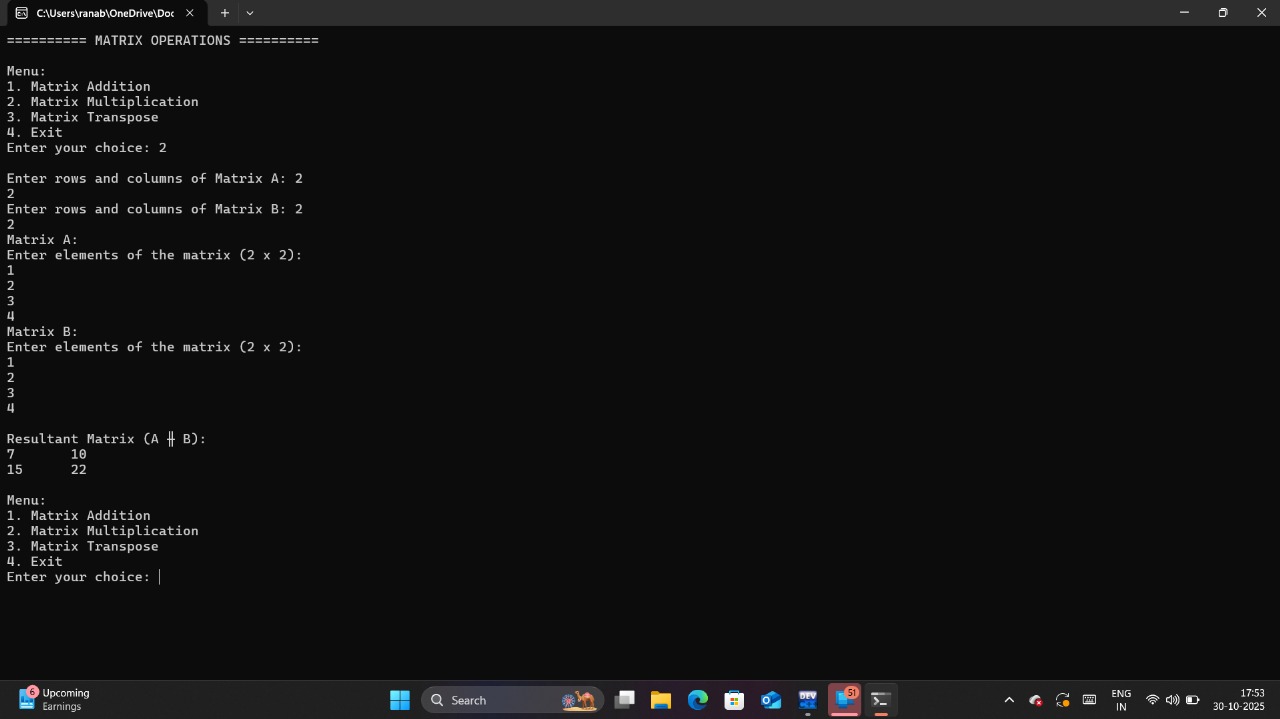 C:\Users\ranab\OneDrive\Doc
========== MATRIX OPERATIONS ==========
Menu:
1. Matrix Addition
2. Matrix Multiplication
3. Matrix Transpose
4. Exit
Enter your choice: 2
Enter rows and columns of Matrix A: 2
2
Enter rows and columns of Matrix B: 2
2
Matrix A:
Enter elements of the matrix (2 x 2):
1
2
3
4
Matrix B:
Enter elements of the matrix (2 x 2):
1
2
3
4
Resultant Matrix (A ╫ B):
7 10
15 22
Menu:
1. Matrix Addition
2. Matrix Multiplication
3. Matrix Transpose
4. Exit
Enter your choice:
6
Upcoming
Earnings
Search
DEV
51
ENG
IN
17:53
30-10-2025